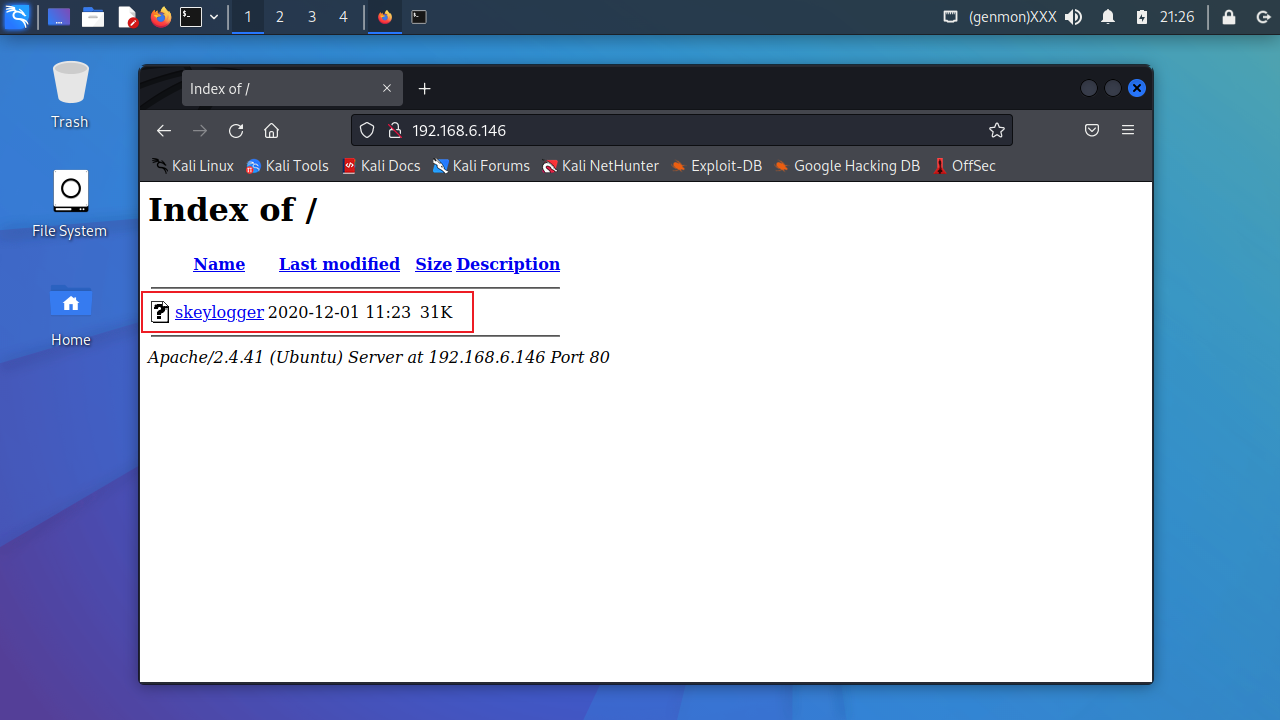 1 2 3 4 (genmon)XXX 21:26
Trash
File System
Home
Index of /
192.168.6.146
Kali Linux Kali Tools Kali Docs Kali Forums Kali NetHunter Exploit-DB Google Hacking DB OffSec
Index of /
Name Last modified Size Description
skeylogger 2020-12-01 11:23 31K
Apache/2.4.41 (Ubuntu) Server at 192.168.6.146 Port 80